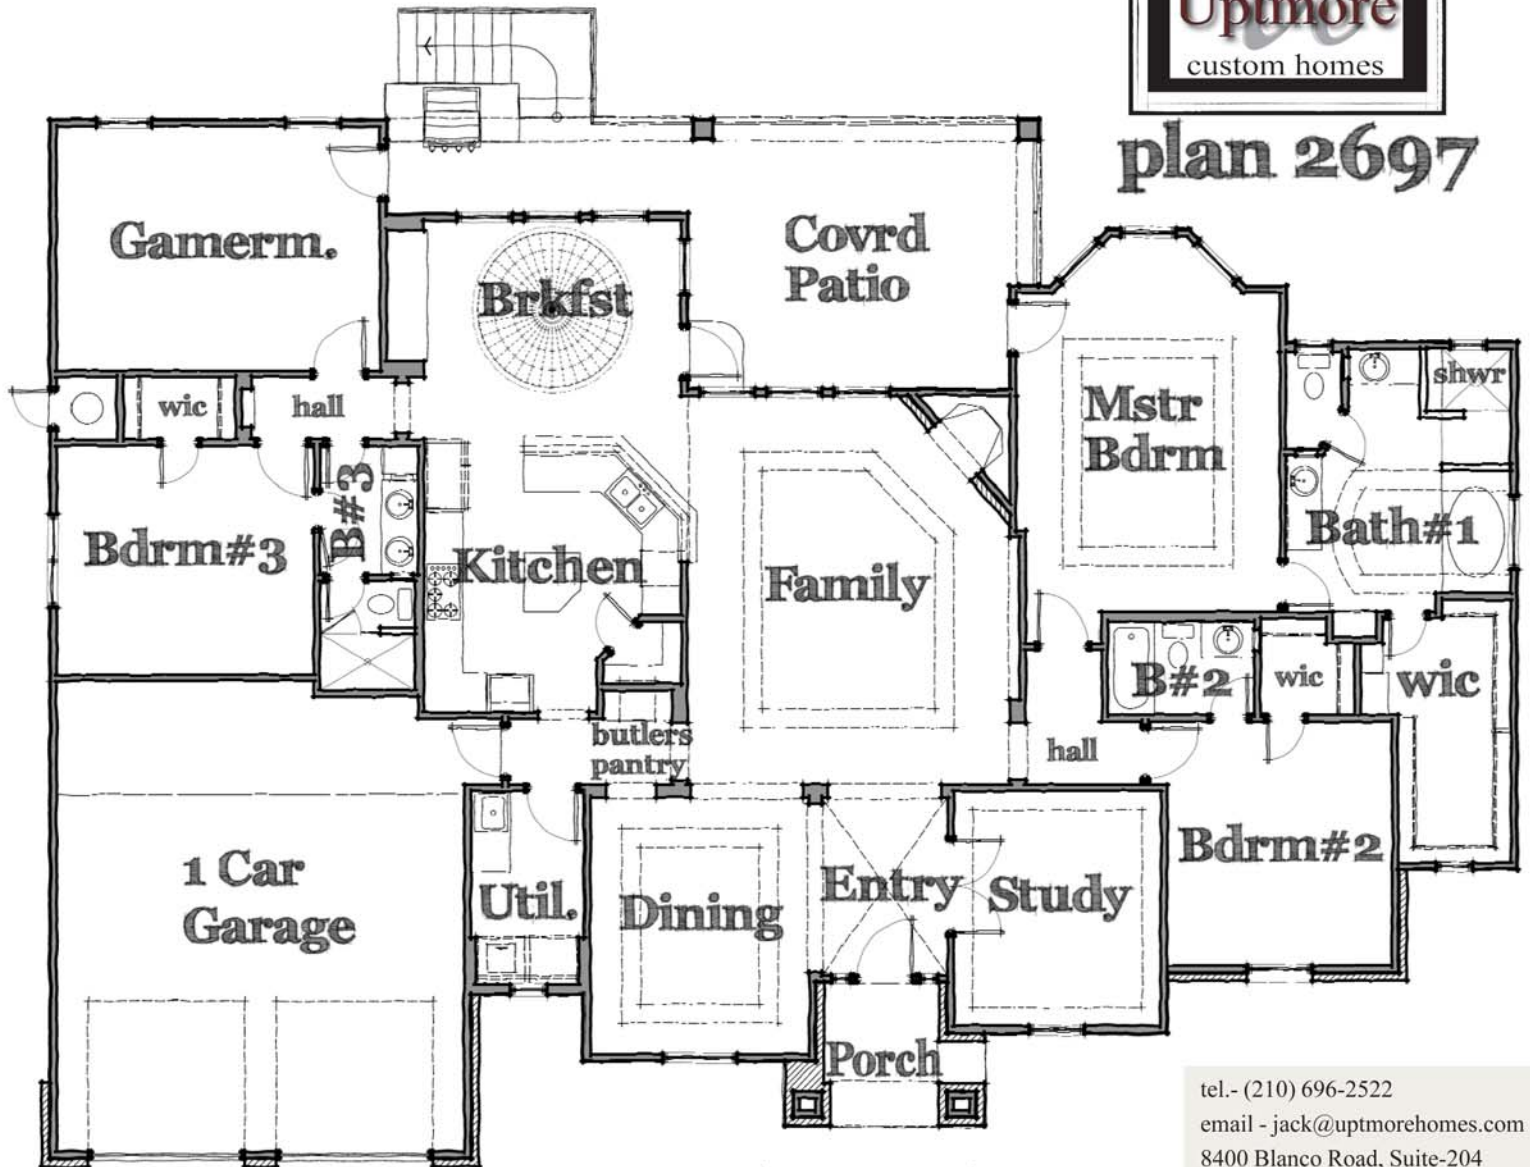 Uptmore
custom homes
plan 2697
Gamerm.
Covrd
Patio
Brkfst
shwr
wic
hall
Mstr
Bdrm
B#3
Bath#1
Bdrm#3
Kitchen
Family
B#2
wic
wic
butlers
pantry
hall
Bdrm#2
1 Car
Garage
Util.
Dining
Entry
Study
Porch
tel.- (210) 696-2522
email - jack@uptmorehomes.com
8400 Blanco Road, Suite-204